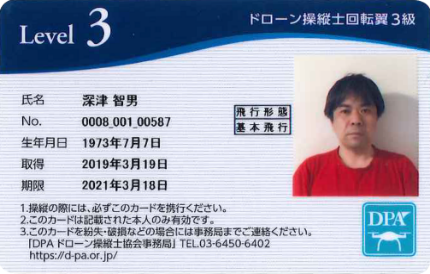 ドローン操縦士回転翼3級
Level 3
氏名 深津 智男
No. 0008_001_00587
飛行形態
基本飛行
生年月日 1973年7月7日
取得 2019年3月19日
期限 2021年3月18日
1.操縦の際には、必ずこのカードを携行ください。
2.このカードは記載された本人のみ有効です。
3.このカードを紛失・破損などの場合には事務局までご連絡ください。
「DPA ドローン操縦士協会事務局」 TEL.03-6450-6402
https://d-pa.or.jp/
DPA